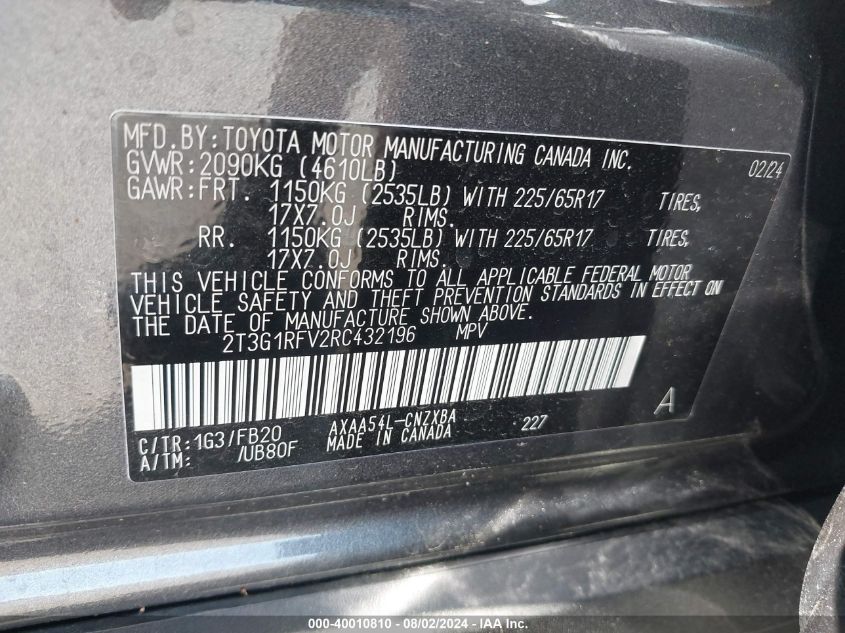 MFD.BY:TOYOTA MOTOR MANUFACTURING CANADA INC. 02/24
GVWR:2090KG (4610LB)
GAWR:FRT. 1150KG (2535LB) WITH 225/65R17 TIRES,
17X7.0J RIMS.
RR. 1150KG (2535LB) WITH 225/65R17 TIRES,
17X7.0J RIMS.
THIS VEHICLE CONFORMS TO ALL APPLICABLE FEDERAL MOTOR
VEHICLE SAFETY AND THEFT PREVENTION STANDARDS IN EFFECT ON
THE DATE OF MANUFACTURE SHOWN ABOVE.
2T3G1RFV2RC432196 MPV
A
C/TR:1G3/FB20 AXAA54L-CNZXBA 227
A/TM: /UB80F MADE IN CANADA
000-40010810 - 08/02/2024 - IAA Inc.